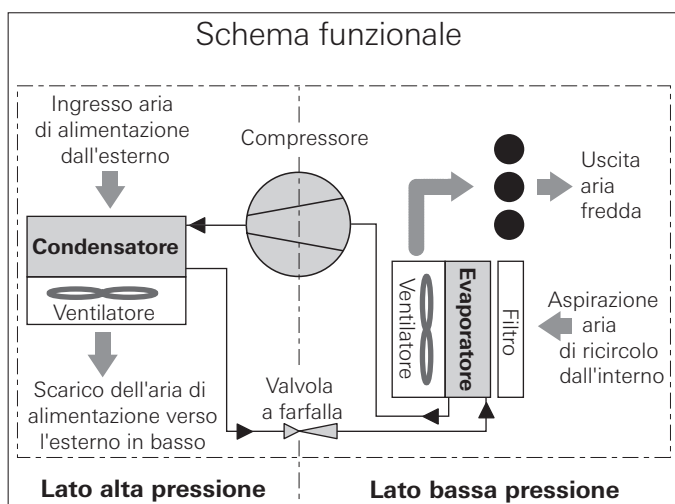 Schema funzionale
Ingresso aria
di alimentazione
dall'esterno
Compressore
Uscita
aria
fredda
Condensatore
Ventilatore
Ventilatore
Evaporatore
Filtro
Aspirazione
aria
di ricircolo
dall'interno
Scarico dell'aria di
alimentazione verso
l'esterno in basso
Valvola
a farfalla
Lato alta pressione
Lato bassa pressione